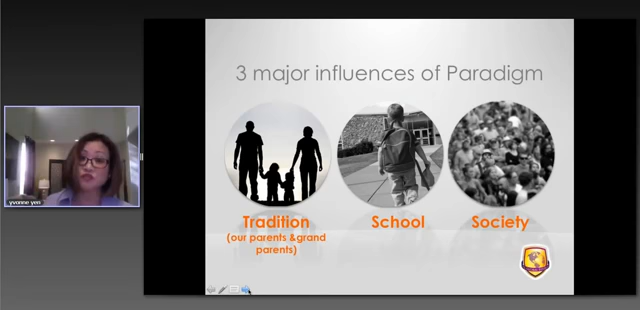 3 major influences of Paradigm
Tradition
(our parents &grand
parents)
School
Society
yvonne yen